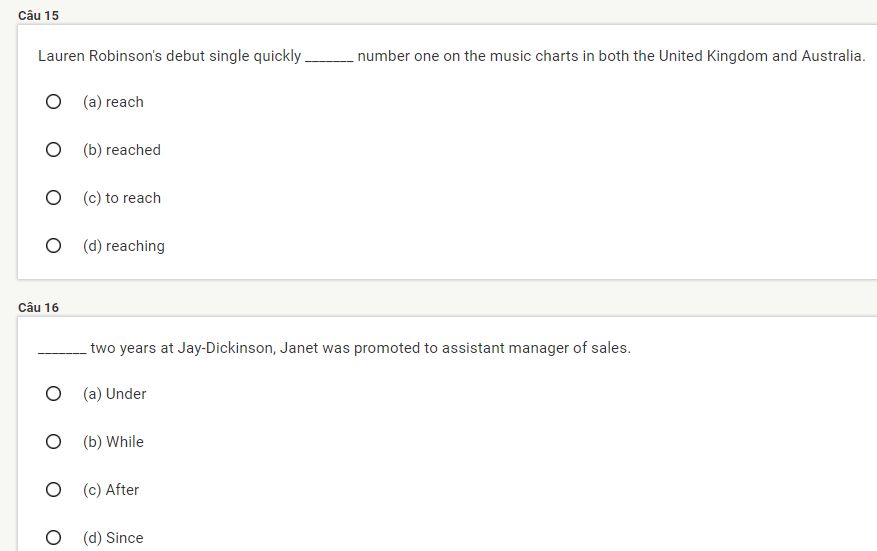 Câu 15
Lauren Robinson's debut single quickly _______ number one on the music charts in both the United Kingdom and Australia.
(a) reach
(b) reached
(c) to reach
(d) reaching
Câu 16
_______ two years at Jay-Dickinson, Janet was promoted to assistant manager of sales.
(a) Under
(b) While
(c) After
(d) Since